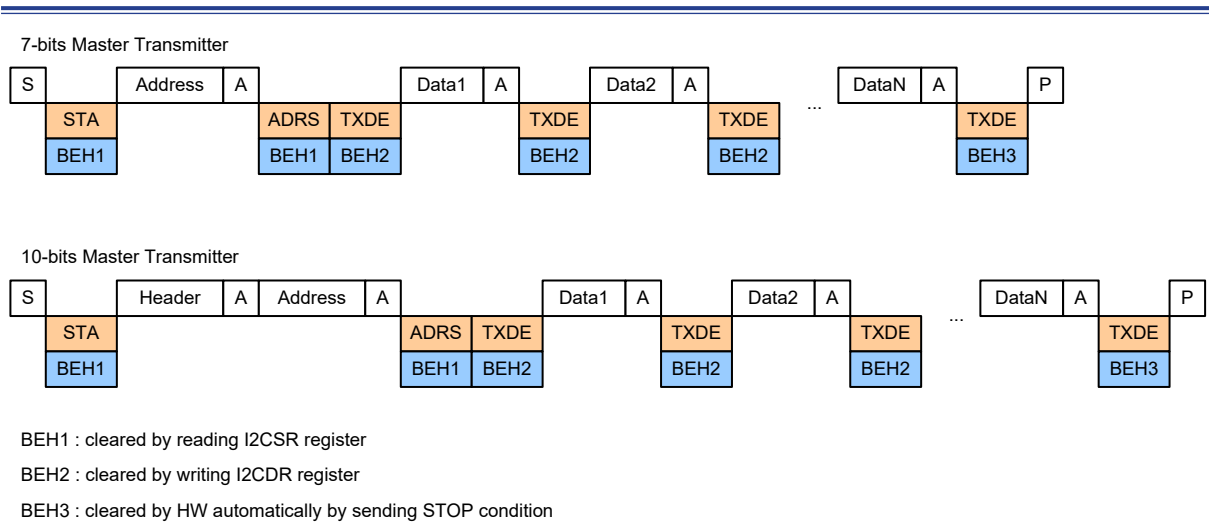 7-bits Master Transmitter
S Address A Data1 A Data2 A ... DataN A P
STA ADRS TXDE TXDE TXDE TXDE
BEH1 BEH1 BEH2 BEH2 BEH2 BEH3
10-bits Master Transmitter
S Header A Address A Data1 A Data2 A ... DataN A P
STA ADRS TXDE TXDE TXDE TXDE
BEH1 BEH1 BEH2 BEH2 BEH2 BEH3
BEH1 : cleared by reading I2CSR register
BEH2 : cleared by writing I2CDR register
BEH3 : cleared by HW automatically by sending STOP condition